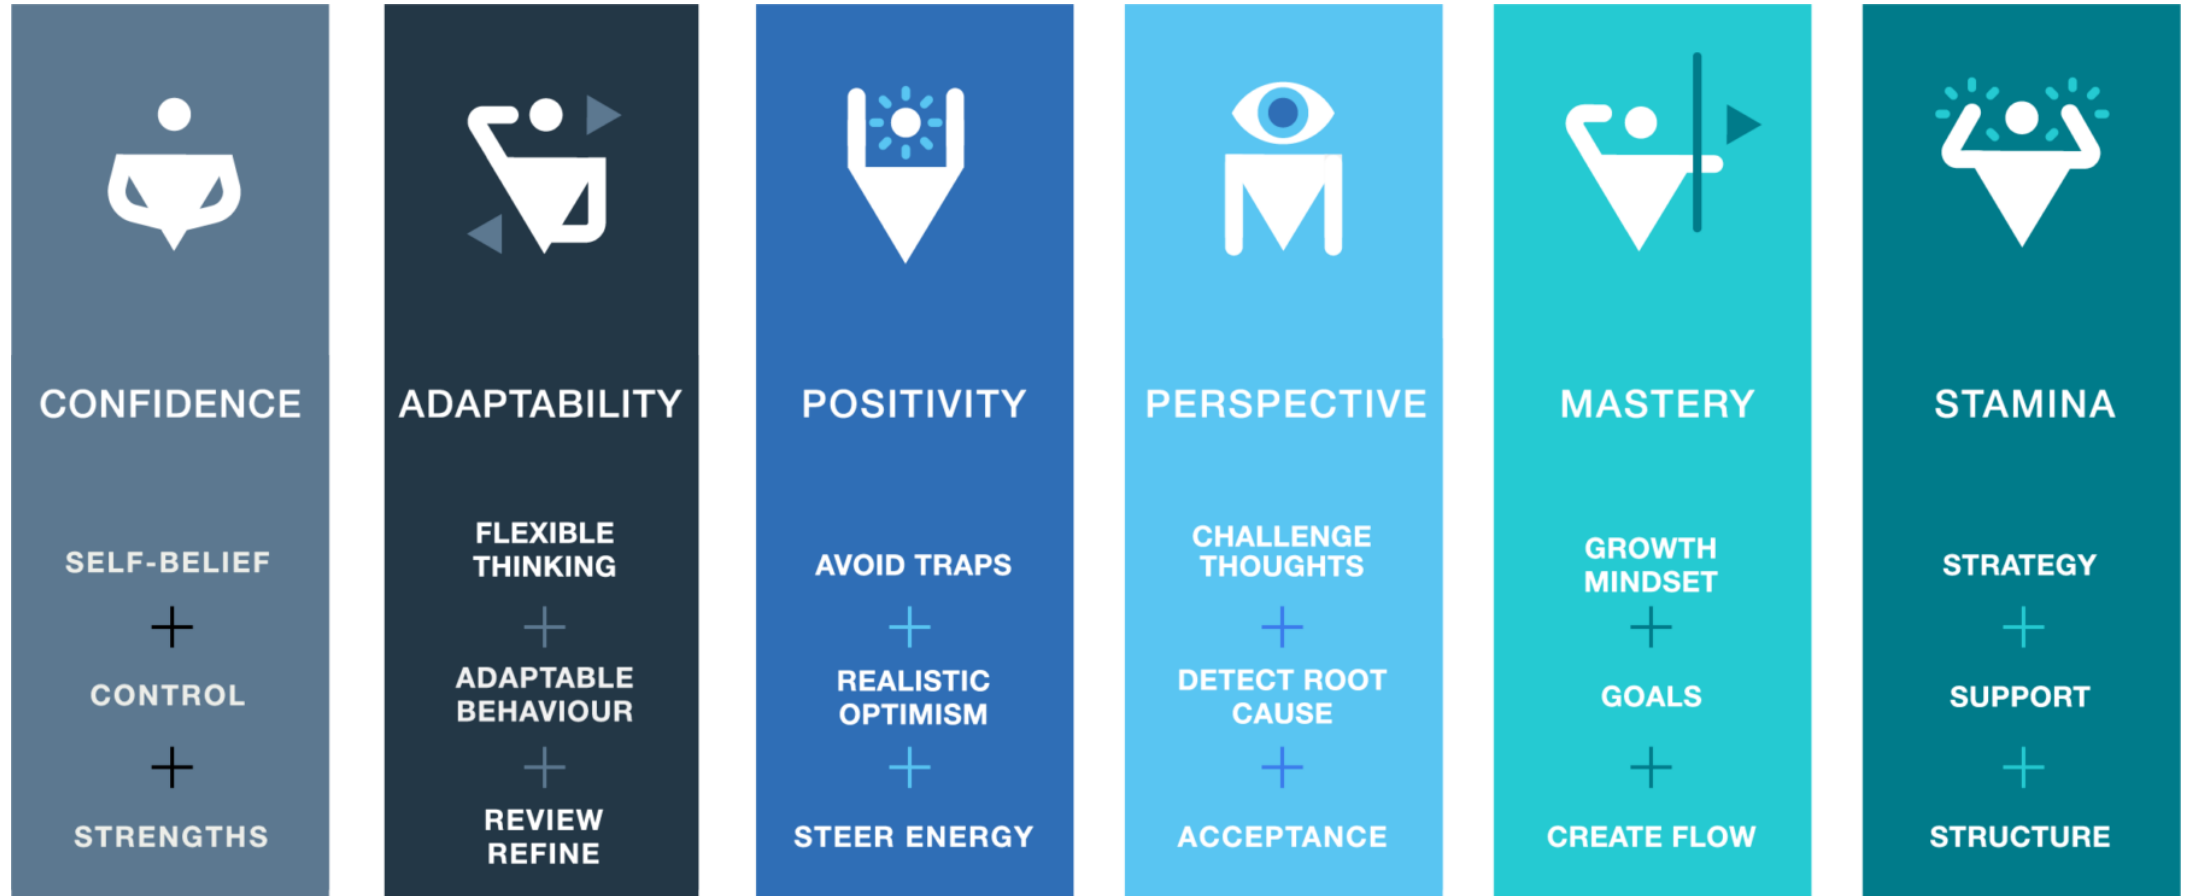 CONFIDENCE
SELF-BELIEF
+
CONTROL
+
STRENGTHS
ADAPTABILITY
FLEXIBLE
THINKING
+
ADAPTABLE
BEHAVIOUR
+
REVIEW
REFINE
POSITIVITY
AVOID TRAPS
+
REALISTIC
OPTIMISM
+
STEER ENERGY
PERSPECTIVE
CHALLENGE
THOUGHTS
+
DETECT ROOT
CAUSE
+
ACCEPTANCE
MASTERY
GROWTH
MINDSET
+
GOALS
+
CREATE FLOW
STAMINA
STRATEGY
+
SUPPORT
+
STRUCTURE